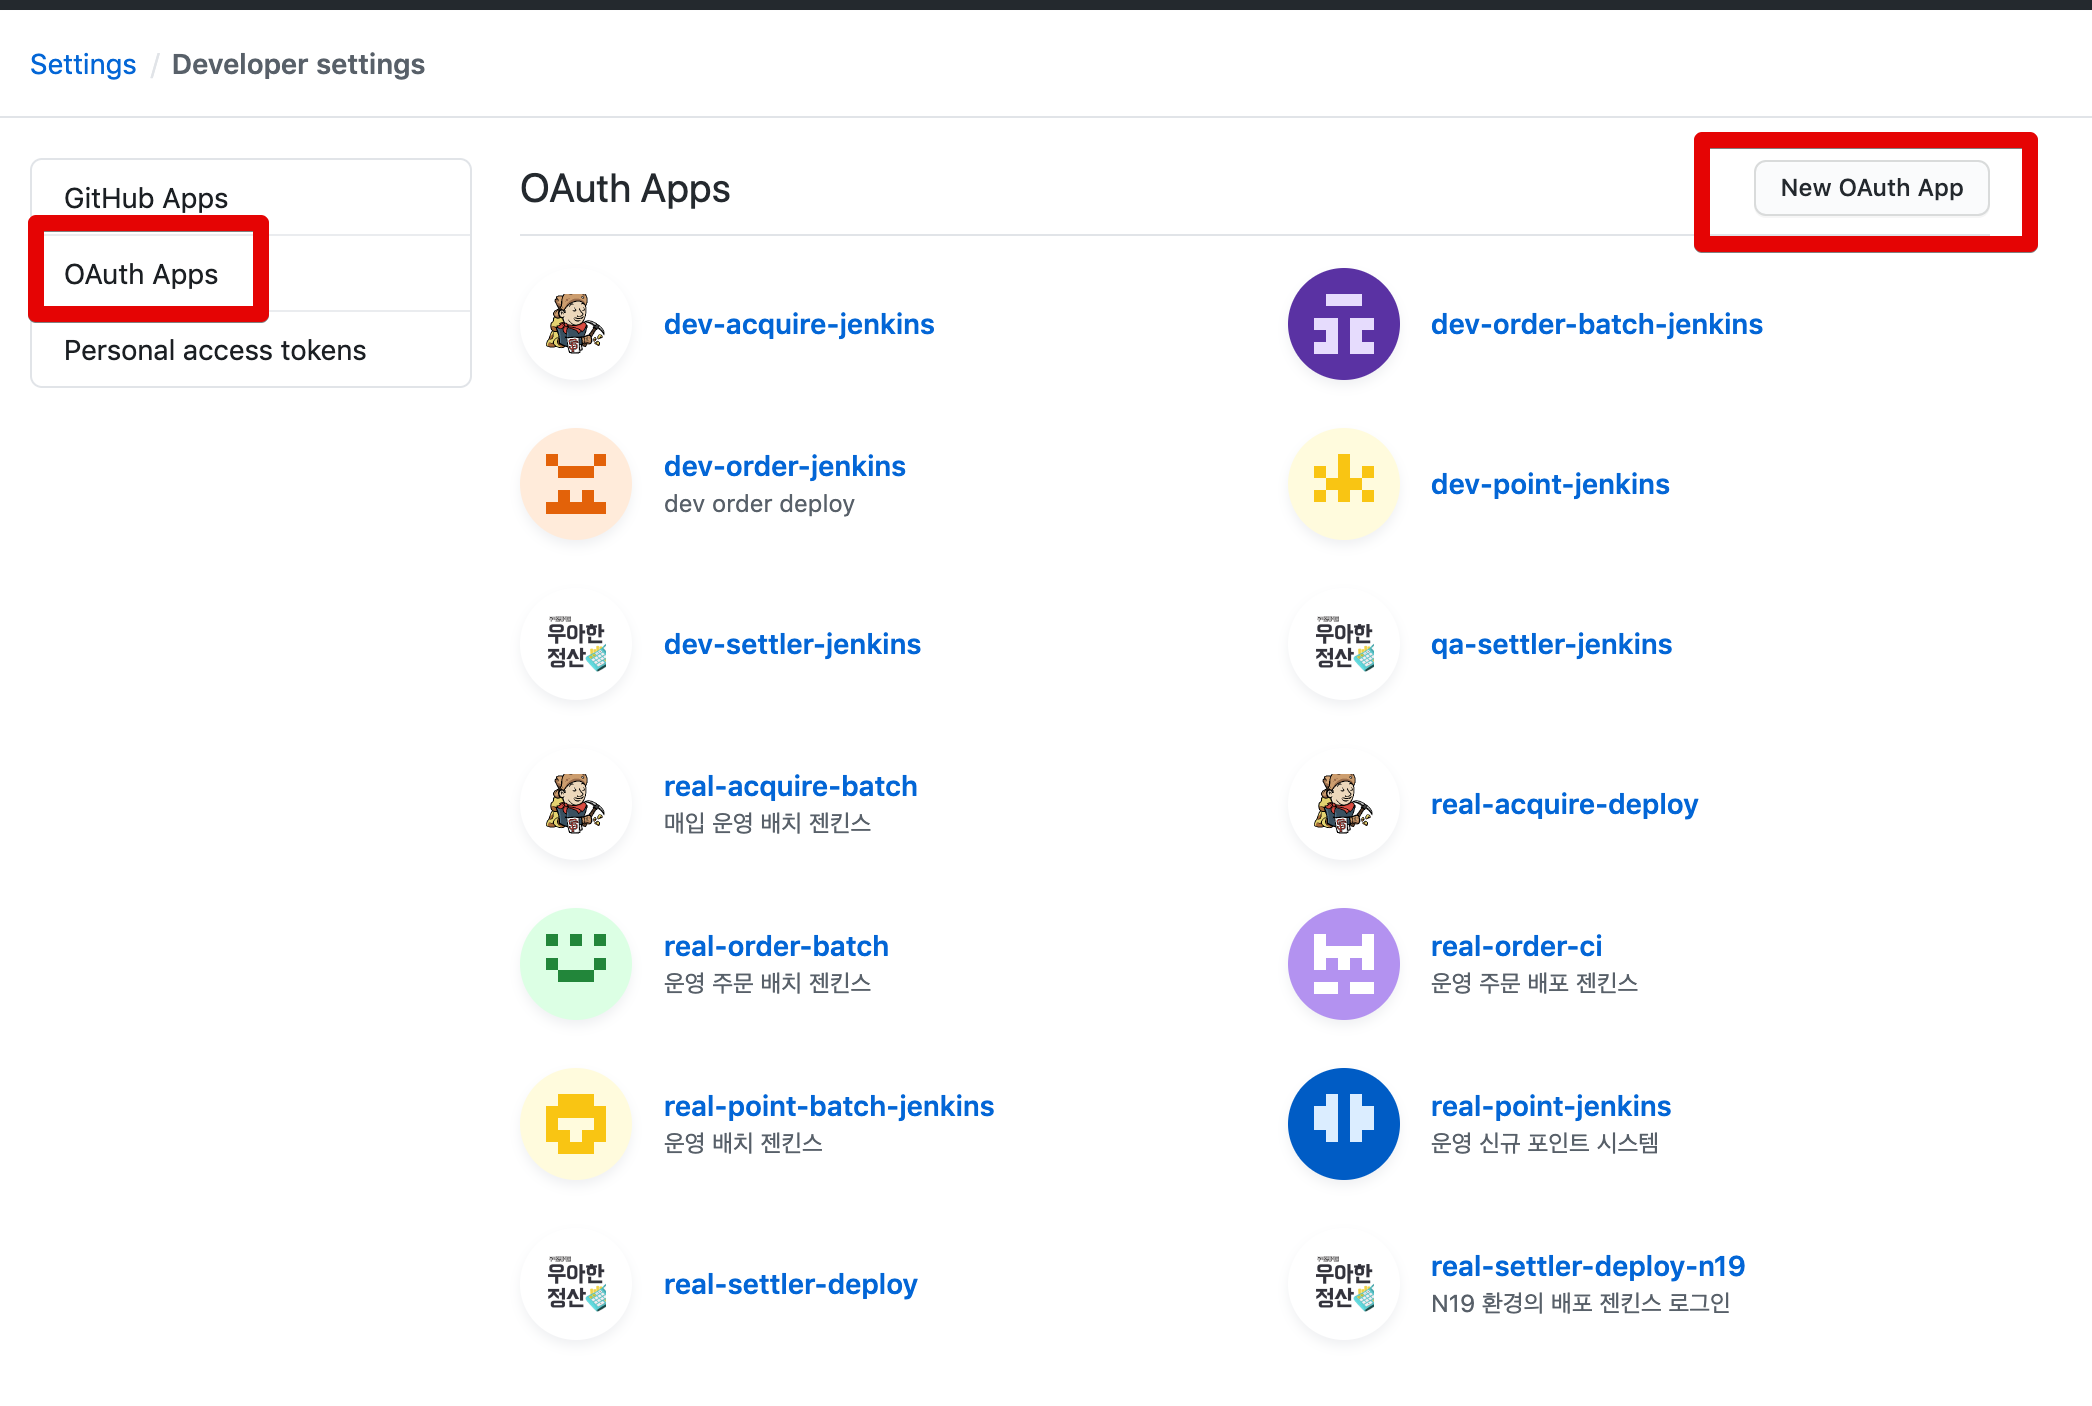 Settings / Developer settings
GitHub Apps
OAuth Apps
Personal access tokens
OAuth Apps
New OAuth App
dev-acquire-jenkins
dev-order-batch-jenkins
dev-order-jenkins
dev order deploy
dev-point-jenkins
우아한
정산
dev-settler-jenkins
우아한
정산
qa-settler-jenkins
real-acquire-batch
매입 운영 배치 젠킨스
real-acquire-deploy
real-order-batch
운영 주문 배치 젠킨스
real-order-ci
운영 주문 배포 젠킨스
real-point-batch-jenkins
운영 배치 젠킨스
real-point-jenkins
운영 신규 포인트 시스템
우아한
정산
real-settler-deploy
우아한
정산
real-settler-deploy-n19
N19 환경의 배포 젠킨스 로그인